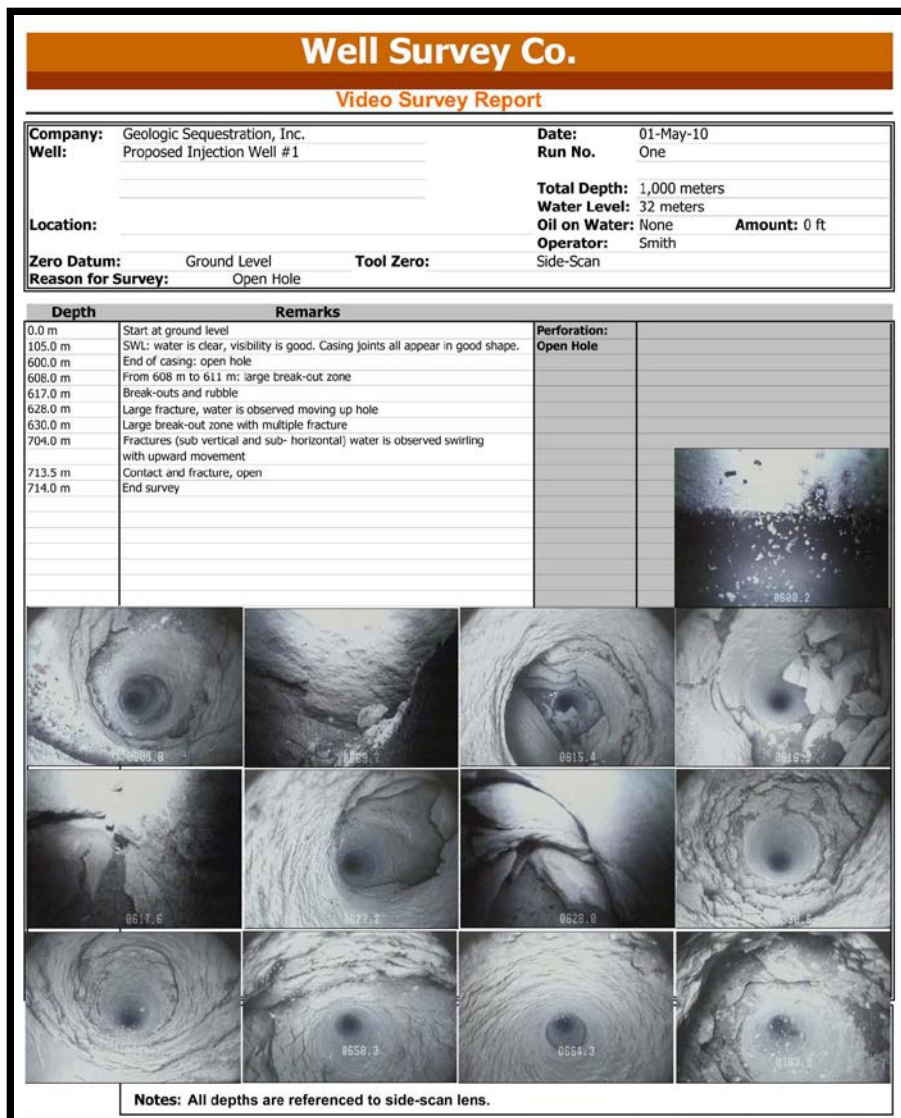 Well Survey Co.
Video Survey Report
Company: Geologic Sequestration, Inc. Date: 01-May-10
Well: Proposed Injection Well #1 Run No. One
Total Depth: 1,000 meters
Water Level: 32 meters
Location: Oil on Water: None Amount: 0 ft
Operator: Smith
Zero Datum: Ground Level Tool Zero: Side-Scan
Reason for Survey: Open Hole
Depth Remarks
0.0 m Start at ground level Perforation:
105.0 m SWL: water is clear, visibility is good. Casing joints all appear in good shape. Open Hole
600.0 m End of casing: open hole
608.0 m From 608 m to 611 m: large break-out zone
617.0 m Break-outs and rubble
628.0 m Large fracture, water is observed moving up hole
630.0 m Large break-out zone with multiple fracture
704.0 m Fractures (sub vertical and sub- horizontal) water is observed swirling
with upward movement
713.5 m Contact and fracture, open
714.0 m End survey
0600.2
0615.4
0617.6 0627.2 0628.0
0658.3 0664.3
Notes: All depths are referenced to side-scan lens.